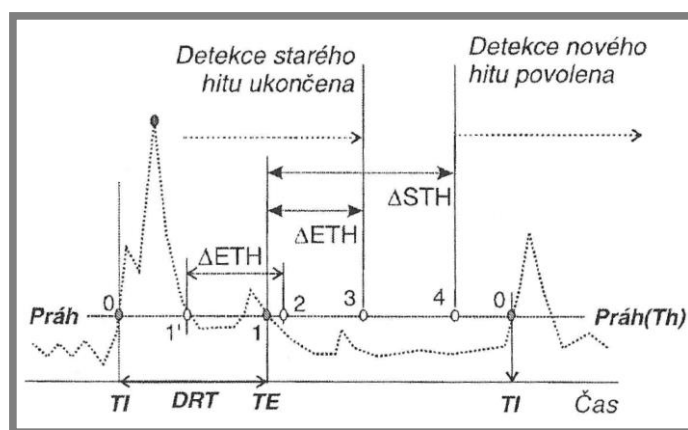 Detekce starého
hitu ukončena
Detekce nového
hitu povolena
ΔSTH
ΔETH
ΔETH
Práh
0
1'
1
2
3
4
0
Práh(Th)
TI
DRT
TE
TI
Čas